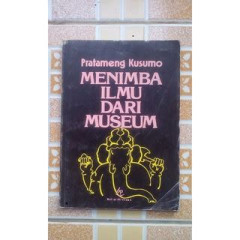 Pratameng Kusumo
MENIMBA
ILMU
DARI
MUSEUM